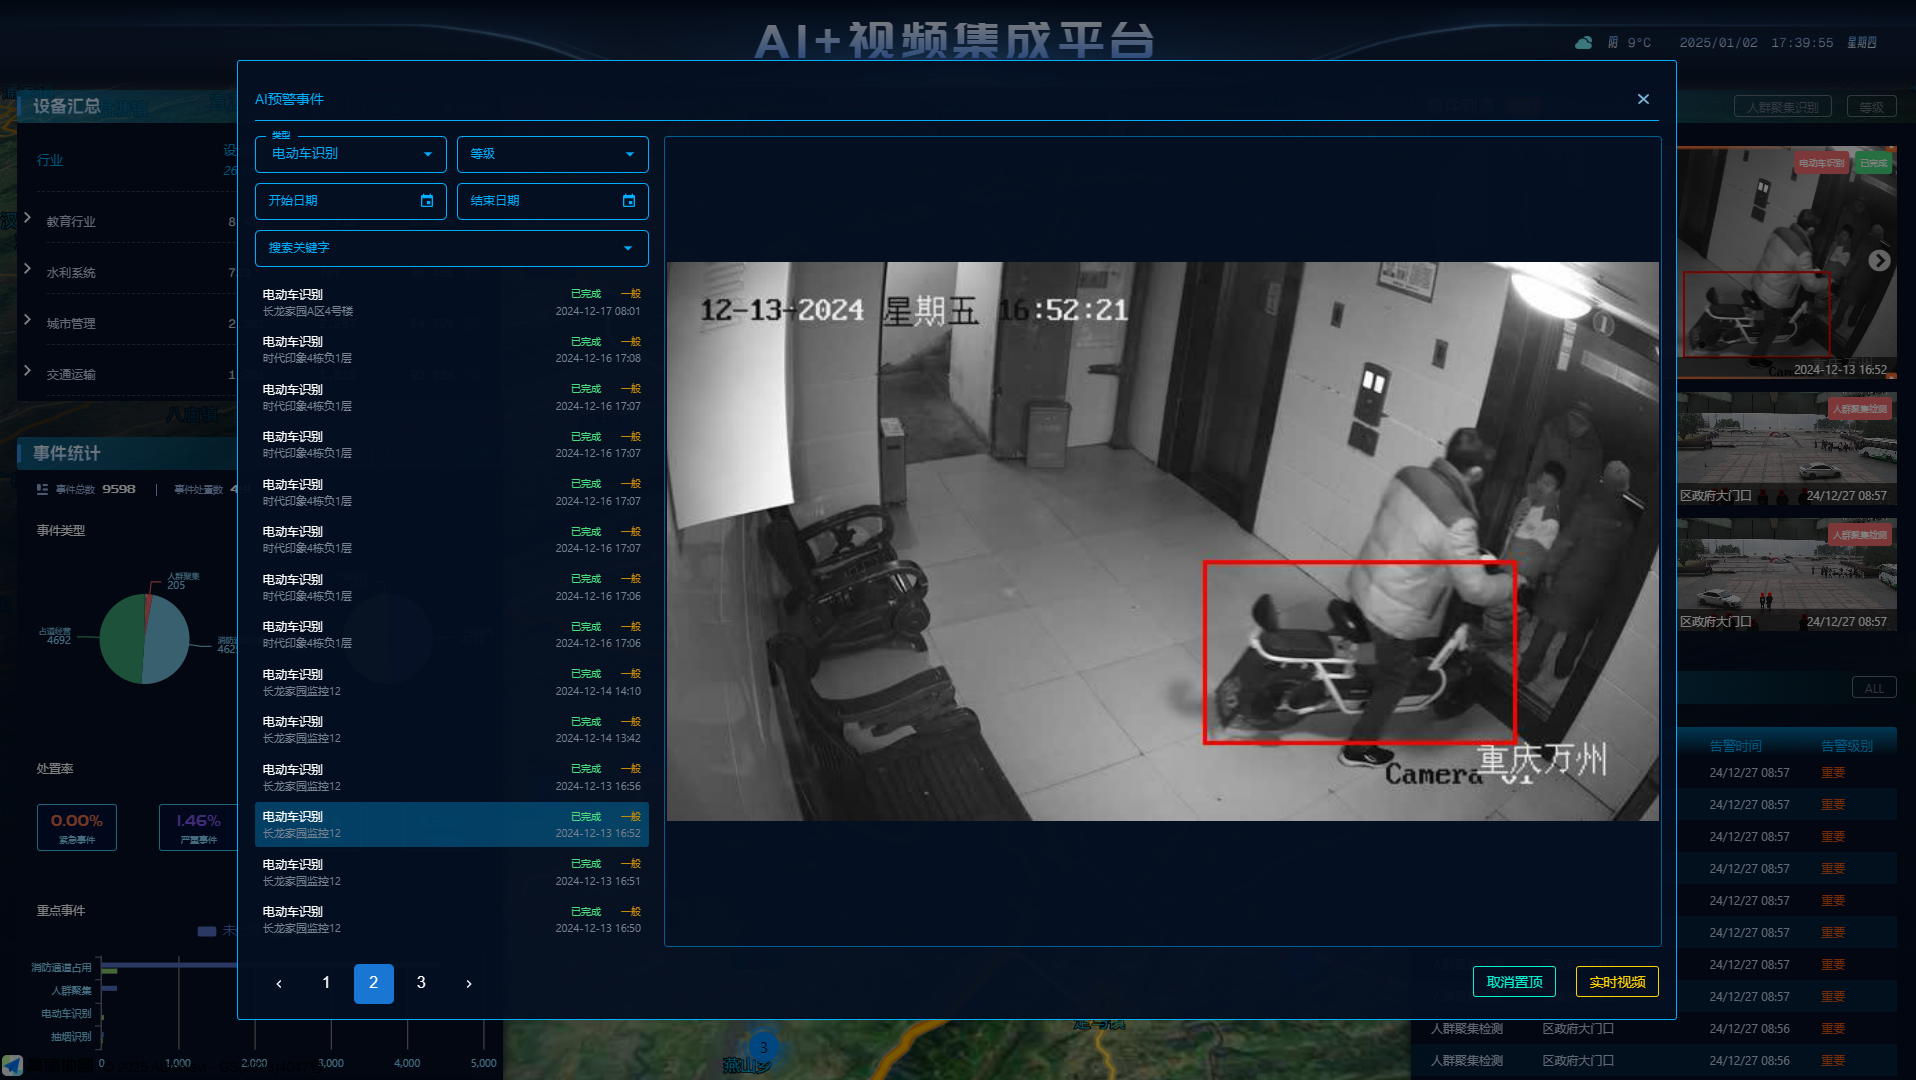 AI+视频集成平台
阴 9°C 2025/01/02 17:39:55 星期四
设备汇总
行业
教育行业
水利系统
城市管理
交通运输
事件统计
事件总数 9598 | 事件处置数
事件类型
人群聚集
205
占道经营
4692
处置率
0.00%
紧急事件
1.46%
严重事件
重点事件
消防通道占用
人群聚集
电动车识别
抽烟识别
0 1,000 2,000 3,000 4,000 5,000
AI预警事件
类型
电动车识别
等级
开始日期
结束日期
搜索关键字
电动车识别 已完成 一般
长龙家园A区4号楼 2024-12-17 08:01
电动车识别 已完成 一般
时代印象4栋负1层 2024-12-16 17:08
电动车识别 已完成 一般
时代印象4栋负1层 2024-12-16 17:07
电动车识别 已完成 一般
时代印象4栋负1层 2024-12-16 17:07
电动车识别 已完成 一般
时代印象4栋负1层 2024-12-16 17:07
电动车识别 已完成 一般
时代印象4栋负1层 2024-12-16 17:07
电动车识别 已完成 一般
时代印象4栋负1层 2024-12-16 17:06
电动车识别 已完成 一般
时代印象4栋负1层 2024-12-16 17:06
电动车识别 已完成 一般
长龙家园监控12 2024-12-14 14:10
电动车识别 已完成 一般
长龙家园监控12 2024-12-14 13:42
电动车识别 已完成 一般
长龙家园监控12 2024-12-13 16:56
电动车识别 已完成 一般
长龙家园监控12 2024-12-13 16:52
电动车识别 已完成 一般
长龙家园监控12 2024-12-13 16:51
电动车识别 已完成 一般
长龙家园监控12 2024-12-13 16:50
‹ 1 2 3 ›
12-13-2024 星期五 16:52:21
重庆万州
Camera 01
取消置顶
实时视频
人群聚集识别 等级
电动车识别 已完成
2024-12-13 16:52
人群聚集检测
区政府大门口 24/12/27 08:57
人群聚集检测
区政府大门口 24/12/27 08:57
ALL
告警时间 告警级别
24/12/27 08:57 重要
24/12/27 08:57 重要
24/12/27 08:57 重要
24/12/27 08:57 重要
24/12/27 08:57 重要
24/12/27 08:57 重要
24/12/27 08:57 重要
24/12/27 08:57 重要
人群聚集检测 区政府大门口 24/12/27 08:56 重要
人群聚集检测 区政府大门口 24/12/27 08:56 重要
3
燕山乡
走马镇